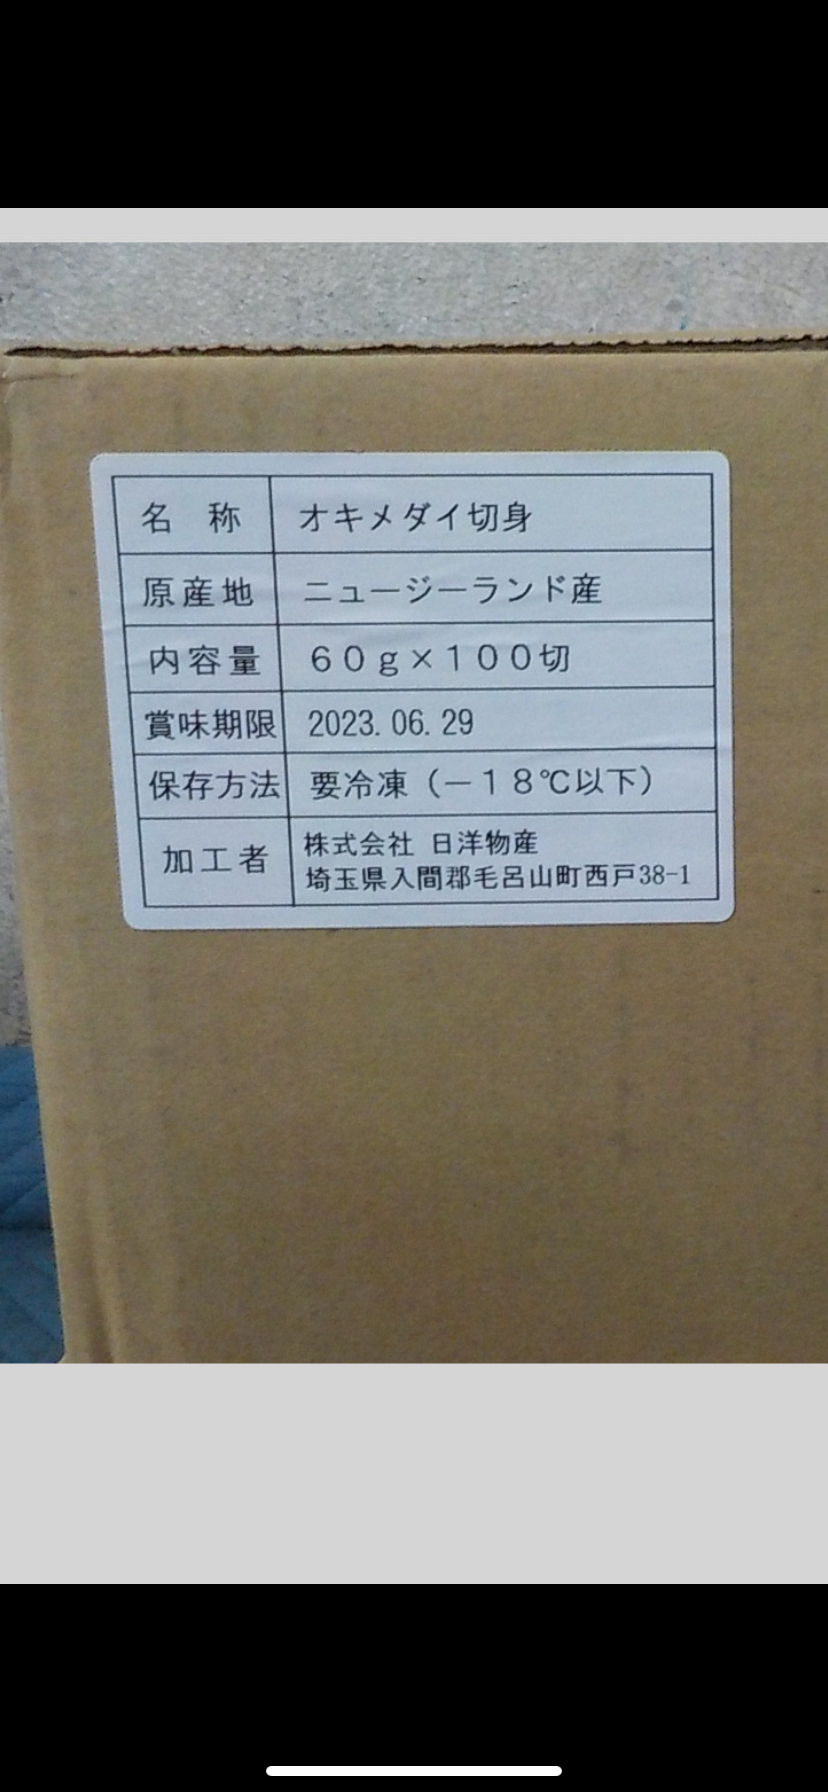 名 称 オキメダイ切身
原産地 ニュージーランド産
内容量 60g×100切
賞味期限 2023.06.29
保存方法 要冷凍（－18℃以下）
加工者 株式会社 日洋物産
埼玉県入間郡毛呂山町西戸38-1